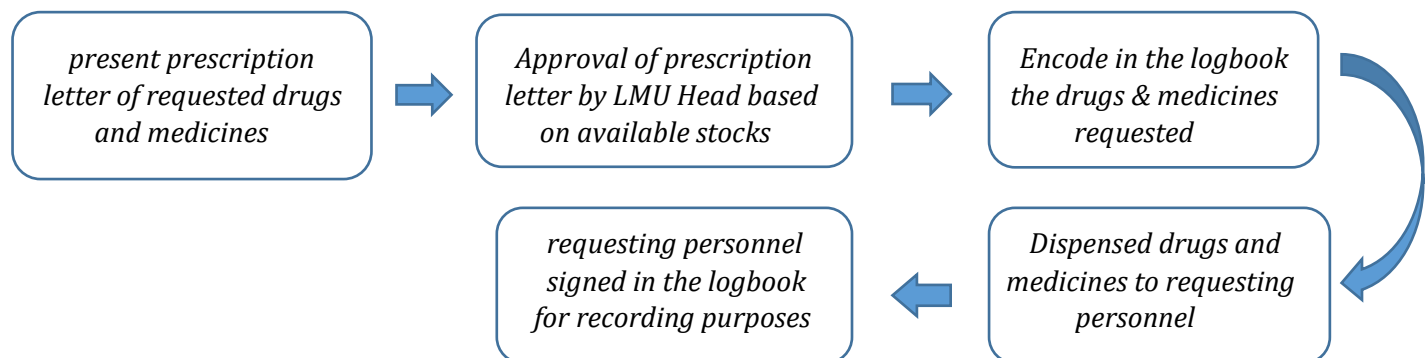 present prescription
letter of requested drugs
and medicines
Approval of prescription
letter by LMU Head based
on available stocks
Encode in the logbook
the drugs & medicines
requested
Dispensed drugs and
medicines to requesting
personnel
requesting personnel
signed in the logbook
for recording purposes